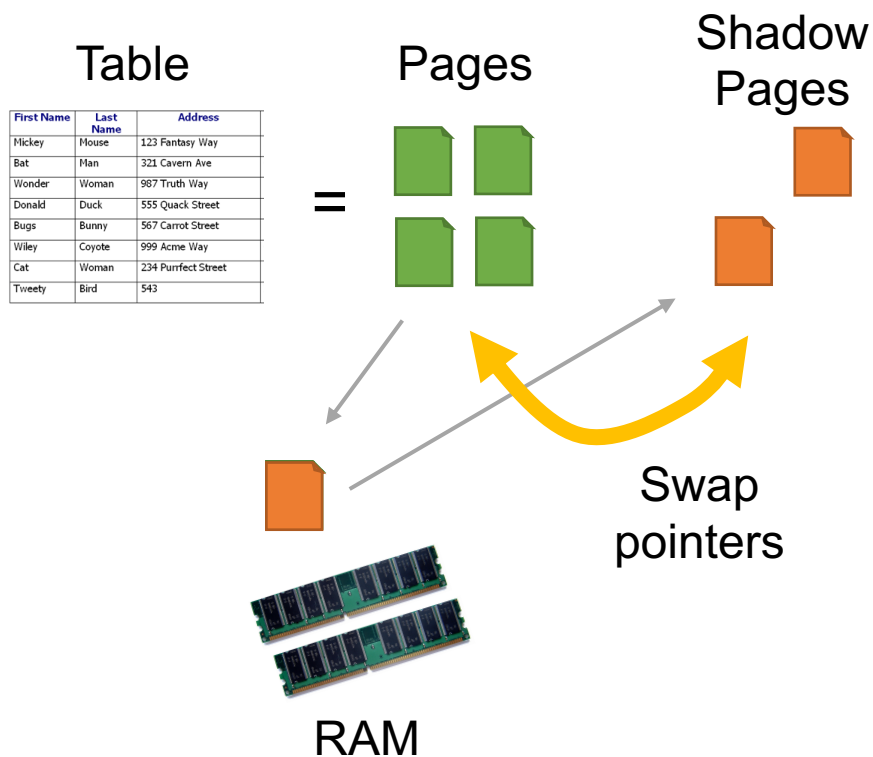 Table
Pages
Shadow
Pages
First Name Last Name Address
Mickey Mouse 123 Fantasy Way
Bat Man 321 Cavern Ave
Wonder Woman 987 Truth Way
Donald Duck 555 Quack Street
Bugs Bunny 567 Carrot Street
Wiley Coyote 999 Acme Way
Cat Woman 234 Purrfect Street
Tweety Bird 543
=
Swap
pointers
RAM